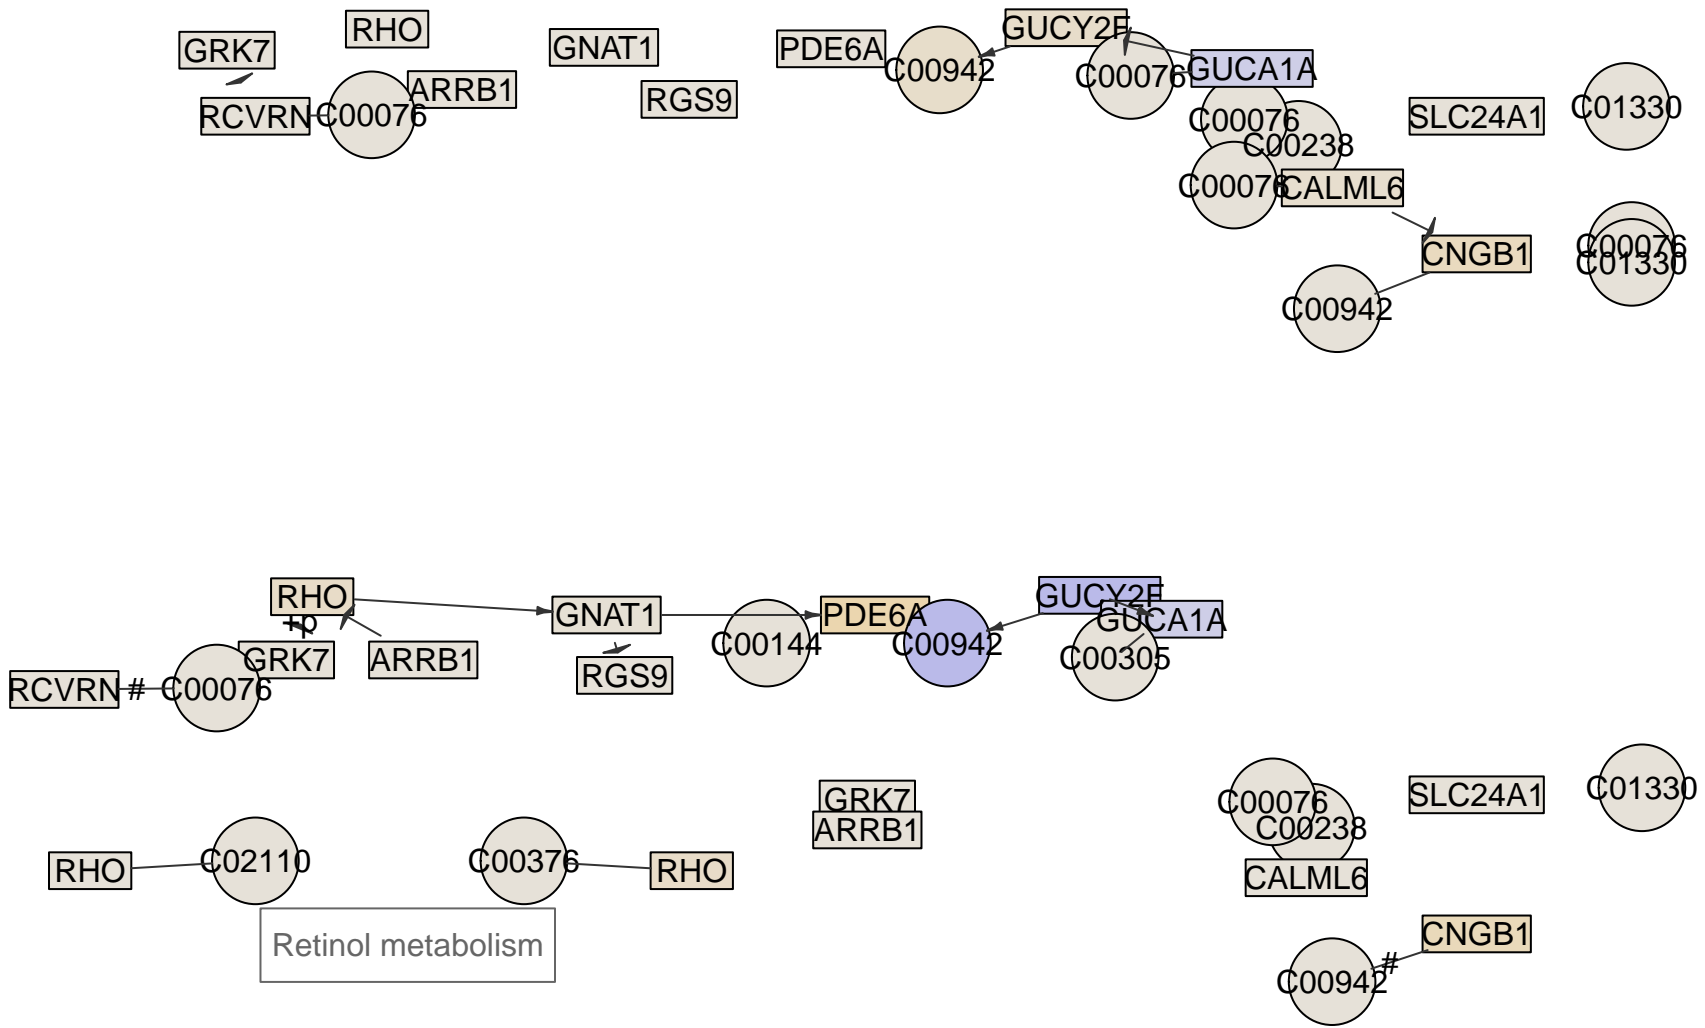 GRK7
RHO
GNAT1
PDE6A
C00942
GUCY2F
C00076
GUCA1A
RCVRN
C00076
ARRB1
RGS9
C00076
C00238
SLC24A1
C01330
C00076
CALML6
CNGB1
C00076
C01330
C00942
RHO
+p
GNAT1
PDE6A
GUCY2F
GUCA1A
GRK7
ARRB1
RGS9
C00144
C00942
C00305
RCVRN
#
C00076
GRK7
ARRB1
C00076
C00238
SLC24A1
C01330
RHO
C02110
C00376
RHO
CALML6
Retinol metabolism
CNGB1
#
C00942